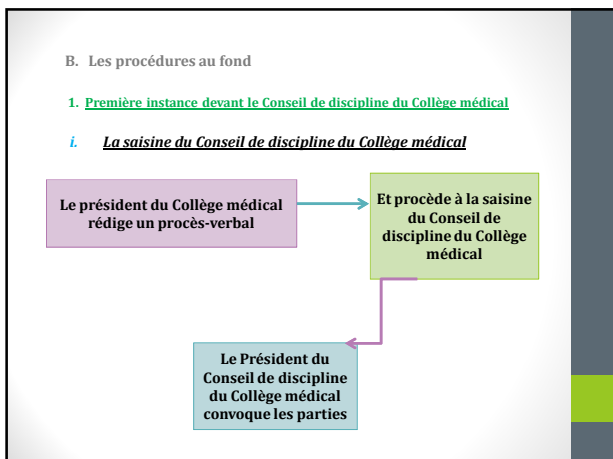 B. Les procédures au fond
1. Première instance devant le Conseil de discipline du Collège médical
i. La saisine du Conseil de discipline du Collège médical
Le président du Collège médical
rédige un procès-verbal
Et procède à la saisine
du Conseil de
discipline du Collège
médical
Le Président du
Conseil de discipline
du Collège médical
convoque les parties